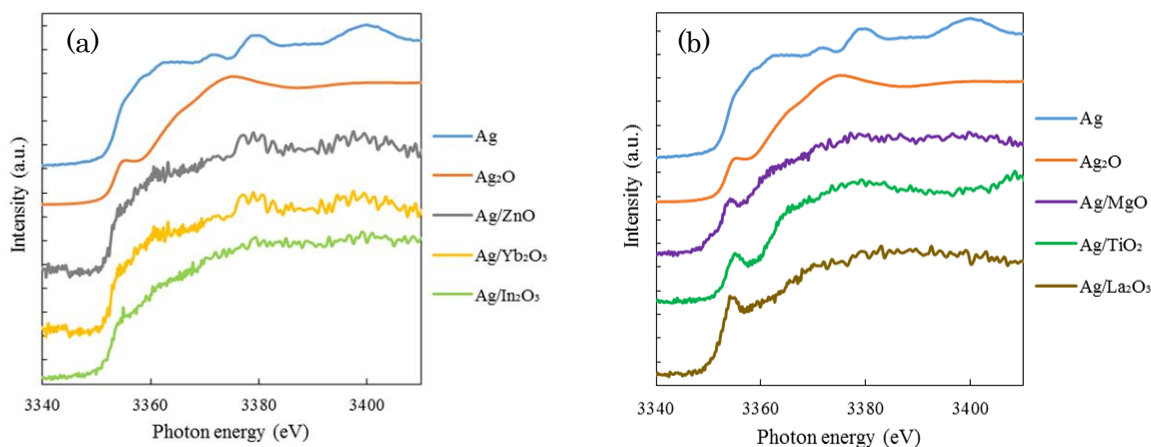 (a)
Intensity (a.u.)
3340
3360
3380
3400
Photon energy (eV)
Ag
Ag₂O
Ag/ZnO
Ag/Yb₂O₃
Ag/In₂O₃
(b)
Intensity (a.u.)
3340
3360
3380
3400
Photon energy (eV)
Ag
Ag₂O
Ag/MgO
Ag/TiO₂
Ag/La₂O₃